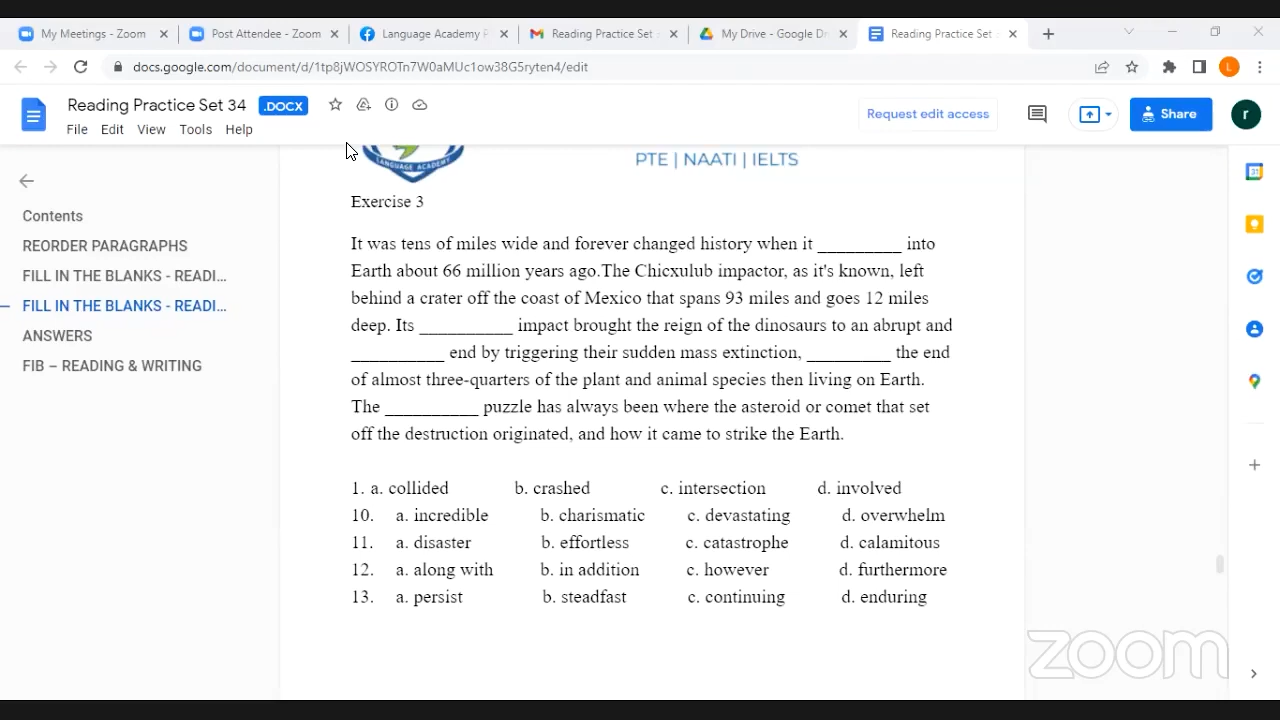 My Meetings - Zoom
Post Attendee - Zoom
Language Academy
Reading Practice Set
My Drive - Google Dr
Reading Practice Set
docs.google.com/document/d/1tp8jWOSYROTn7W0aMUc1ow38G5ryten4/edit
L
Reading Practice Set 34
.DOCX
File Edit View Tools Help
Request edit access
Share
r
LANGUAGE ACADEMY
PTE | NAATI | IELTS
31
Contents
REORDER PARAGRAPHS
FILL IN THE BLANKS - READI...
FILL IN THE BLANKS - READI...
ANSWERS
FIB – READING & WRITING
Exercise 3
It was tens of miles wide and forever changed history when it _________ into
Earth about 66 million years ago.The Chicxulub impactor, as it's known, left
behind a crater off the coast of Mexico that spans 93 miles and goes 12 miles
deep. Its __________ impact brought the reign of the dinosaurs to an abrupt and
__________ end by triggering their sudden mass extinction, _________ the end
of almost three-quarters of the plant and animal species then living on Earth.
The __________ puzzle has always been where the asteroid or comet that set
off the destruction originated, and how it came to strike the Earth.
1. a. collided b. crashed c. intersection d. involved
10. a. incredible b. charismatic c. devastating d. overwhelm
11. a. disaster b. effortless c. catastrophe d. calamitous
12. a. along with b. in addition c. however d. furthermore
13. a. persist b. steadfast c. continuing d. enduring
zoom